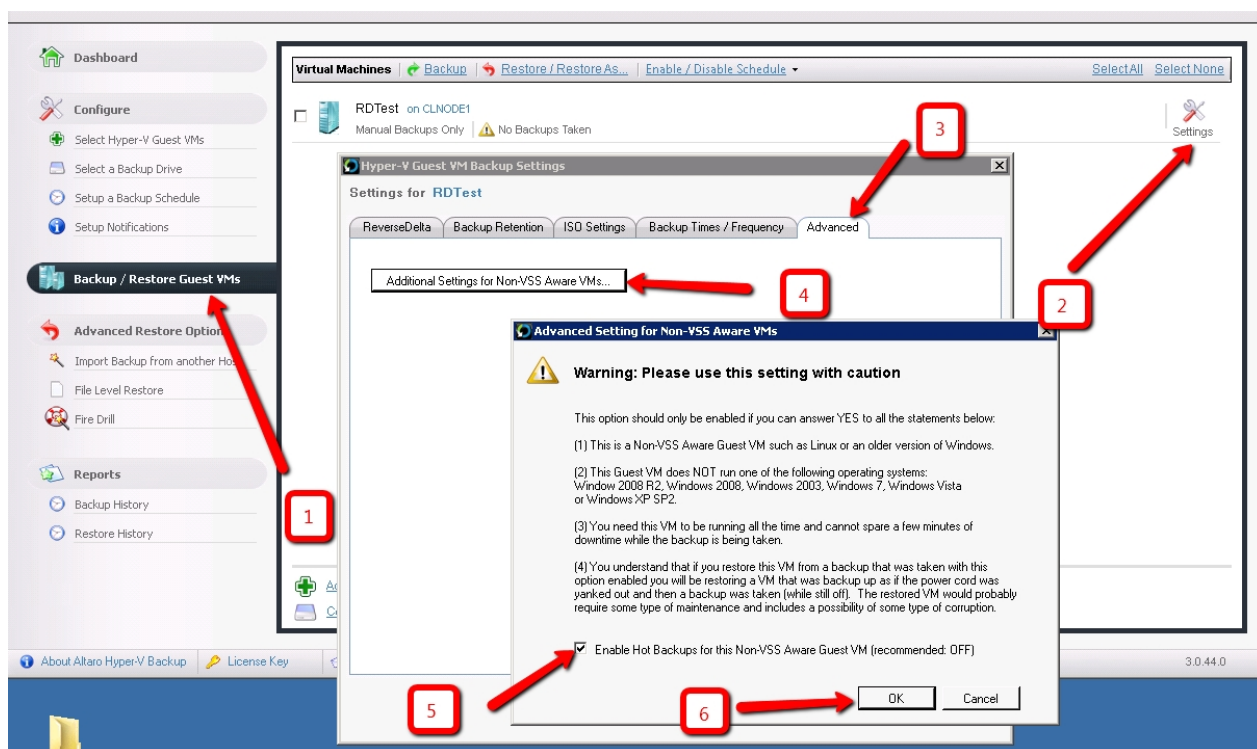 Dashboard
Configure
Select Hyper-V Guest VMs
Select a Backup Drive
Setup a Backup Schedule
Setup Notifications
Backup / Restore Guest VMs
Advanced Restore Option
Import Backup from another Hos
File Level Restore
Fire Drill
Reports
Backup History
Restore History
Virtual Machines Backup Restore / Restore As... Enable / Disable Schedule Select All Select None
RDTest on CLNODE1
Manual Backups Only No Backups Taken
Settings
Hyper-V Guest VM Backup Settings
Settings for RDTest
ReverseDelta Backup Retention ISO Settings Backup Times / Frequency Advanced
Additional Settings for Non-VSS Aware VMs...
Advanced Setting for Non-VSS Aware VMs
Warning: Please use this setting with caution
This option should only be enabled if you can answer YES to all the statements below:
(1) This is a Non-VSS Aware Guest VM such as Linux or an older version of Windows.
(2) This Guest VM does NOT run one of the following operating systems:
Window 2008 R2, Windows 2008, Windows 2003, Windows 7, Windows Vista
or Windows XP SP2.
(3) You need this VM to be running all the time and cannot spare a few minutes of
downtime while the backup is being taken.
(4) You understand that if you restore this VM from a backup that was taken with this
option enabled you will be restoring a VM that was backup up as if the power cord was
yanked out and then a backup was taken (while still off). The restored VM would probably
require some type of maintenance and includes a possibility of some type of corruption.
Enable Hot Backups for this Non-VSS Aware Guest VM (recommended: OFF)
OK Cancel
About Altaro Hyper-V Backup License Key 3.0.44.0
1
2
3
4
5
6